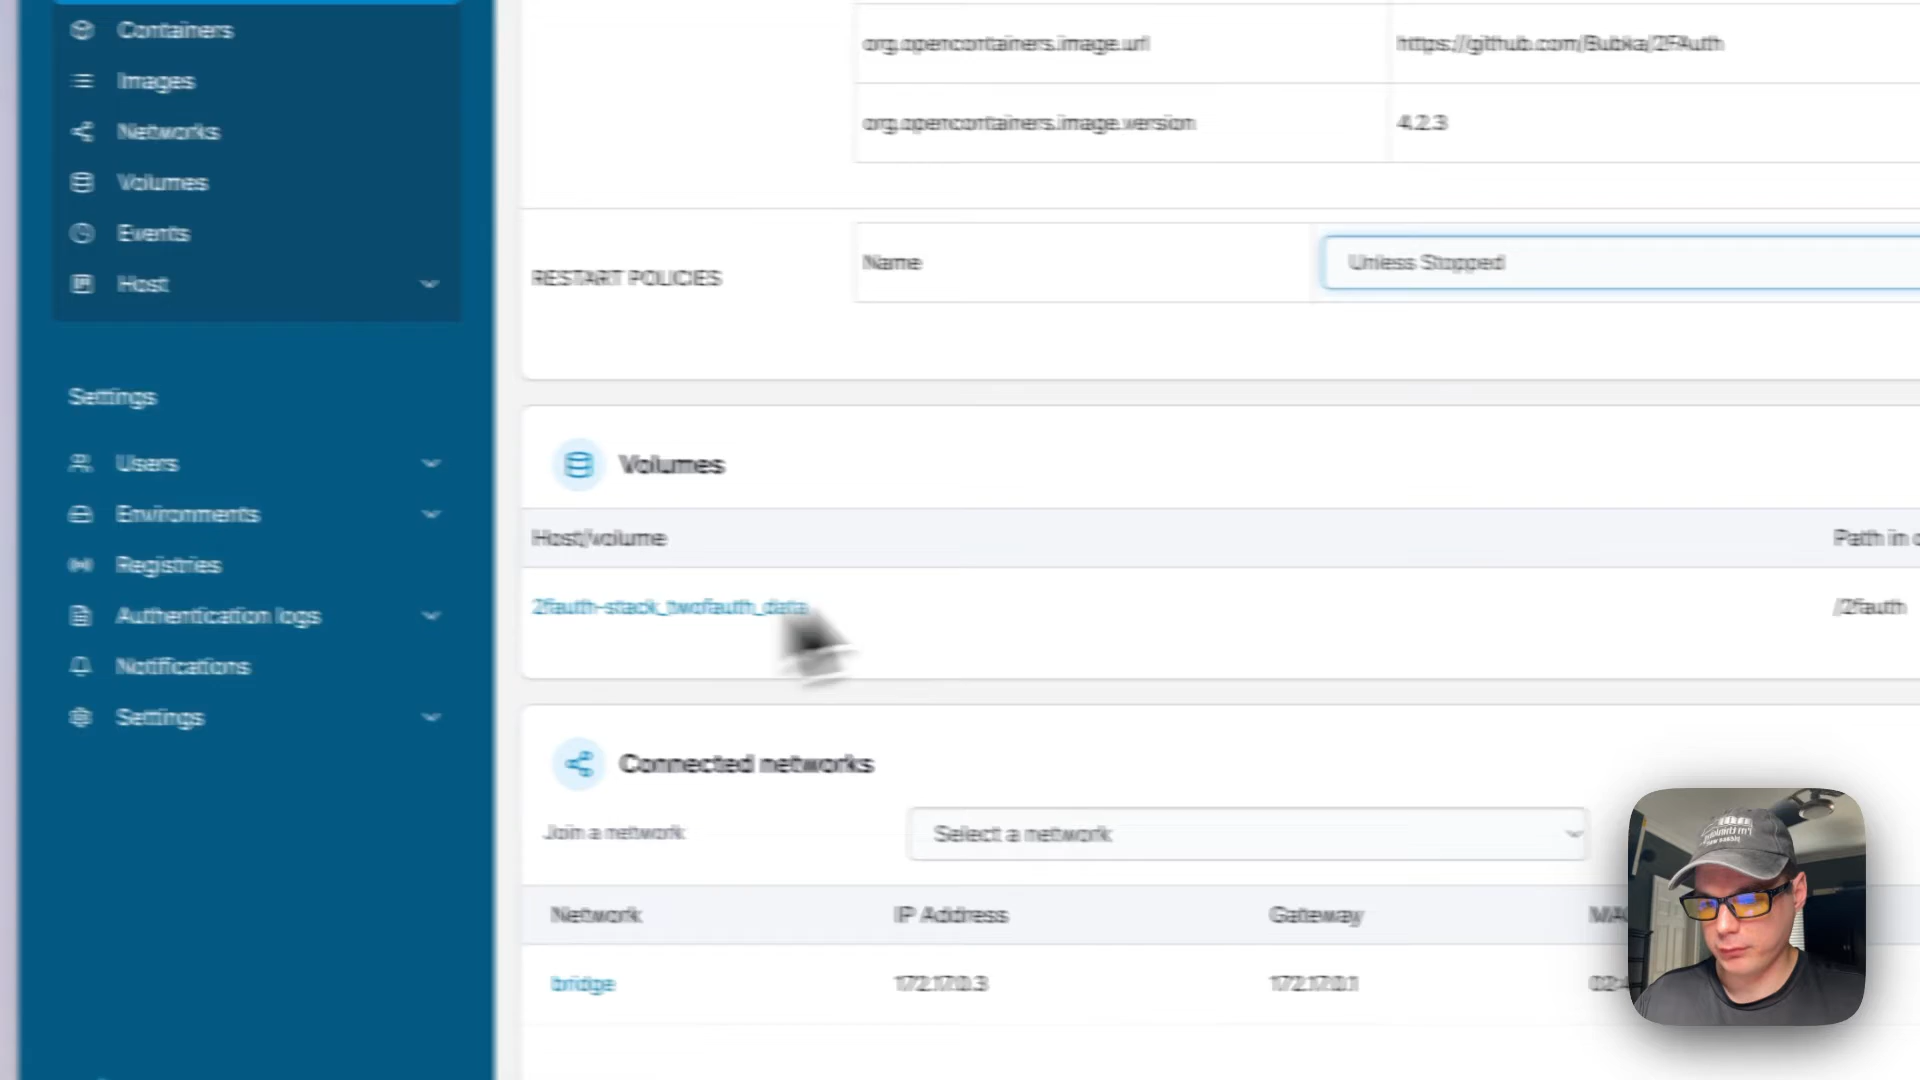 Containers
Images
Networks
Volumes
Events
Host
Settings
Users
Environments
Registries
Authentication logs
Notifications
Settings
org.opencontainers.image.url
https://github.com/Bubka/2FAuth
org.opencontainers.image.version
4.2.3
RESTART POLICIES
Name
Unless Stopped
Volumes
Host/volume
Path in
2fauth-stack_twofauth_data
/2fauth
Connected networks
Join a network
Select a network
Network
IP Address
Gateway
bridge
172.17.0.3
172.17.0.1